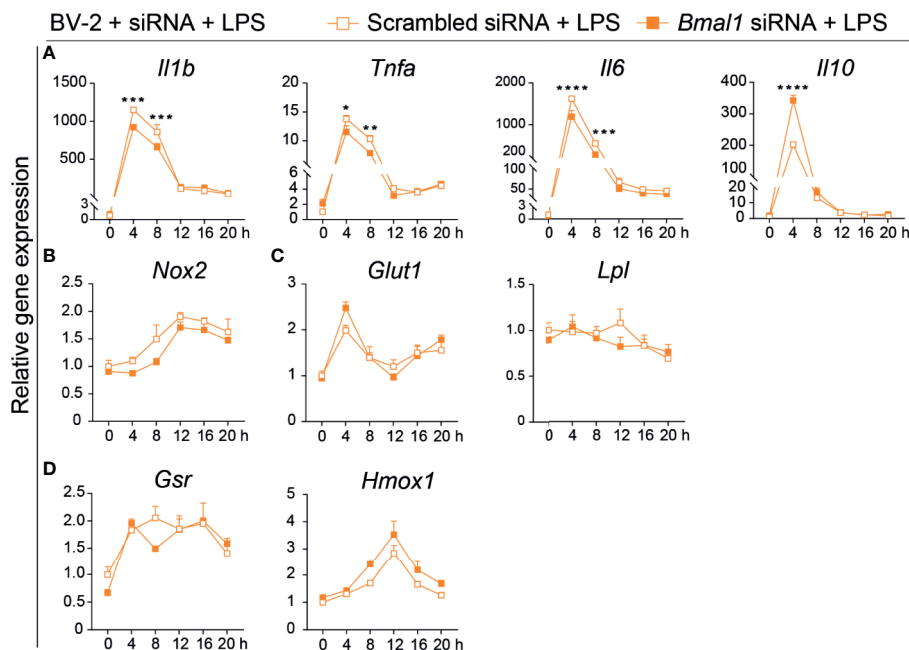 BV-2 + siRNA + LPS Scrambled siRNA + LPS Bmal1 siRNA + LPS
Relative gene expression
A
Il1b
***
***
1500
1000
500
3
0
0 4 8 12 16 20 h
Tnfa
*
**
20
15
10
6
4
2
0
0 4 8 12 16 20 h
Il6
****
***
2000
1000
200
100
50
3
0
0 4 8 12 16 20 h
Il10
****
400
300
200
100
20
10
0
0 4 8 12 16 20 h
B
Nox2
2.5
2.0
1.5
1.0
0.5
0
0 4 8 12 16 20 h
C
Glut1
3
2
1
0
0 4 8 12 16 20 h
Lpl
1.5
1.0
0.5
0
0 4 8 12 16 20 h
D
Gsr
2.5
2.0
1.5
1.0
0.5
0
0 4 8 12 16 20 h
Hmox1
5
4
3
2
1
0
0 4 8 12 16 20 h